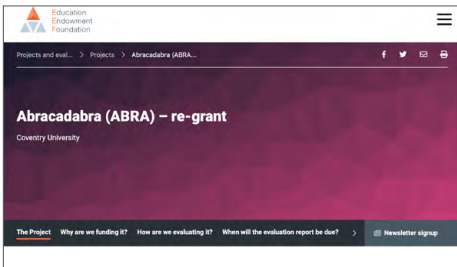 Education
Endowment
Foundation
Projects and eval... > Projects > Abracadabra (ABRA...
Abracadabra (ABRA) – re-grant
Coventry University
The Project Why are we funding it? How are we evaluating it? When will the evaluation report be due? > Newsletter signup